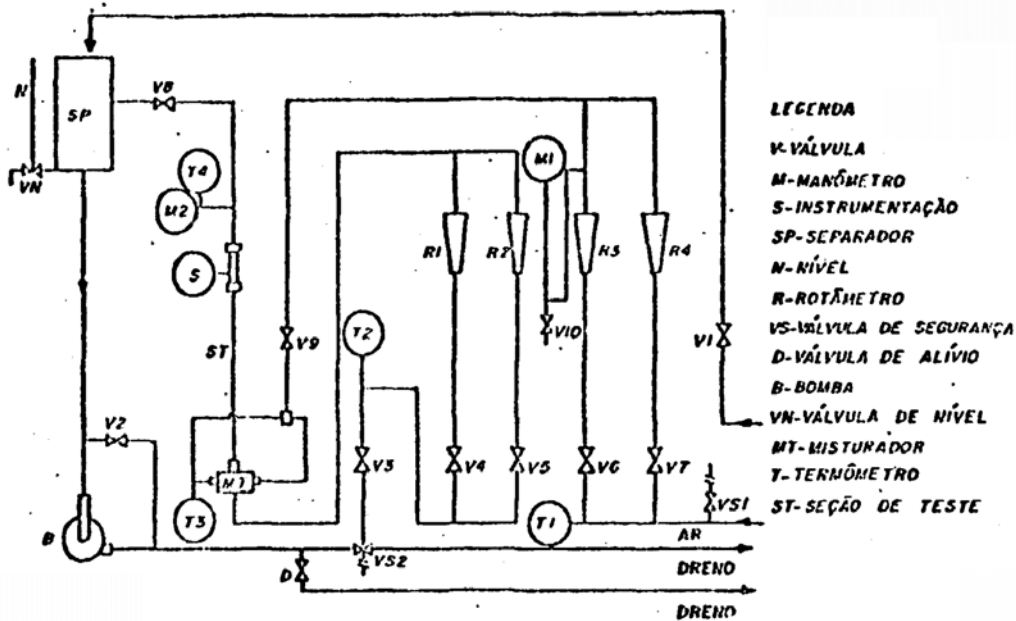 N
SP
V8
VN
T4
M2
S
ST
V9
T2
V2
V3
MT
T3
B
D
VS2
R1
R2
M1
R3
R4
V10
V4
V5
V6
V7
T1
VS1
V1
AR
DRENO
DRENO
LEGENDA
V-VÁLVULA
M-MANÔMETRO
S-INSTRUMENTAÇÃO
SP-SEPARADOR
N-NÍVEL
R-ROTÂMETRO
VS-VÁLVULA DE SEGURANÇA
D-VÁLVULA DE ALÍVIO
B-BOMBA
VN-VÁLVULA DE NÍVEL
MT-MISTURADOR
T-TERMÔMETRO
ST-SEÇÃO DE TESTE